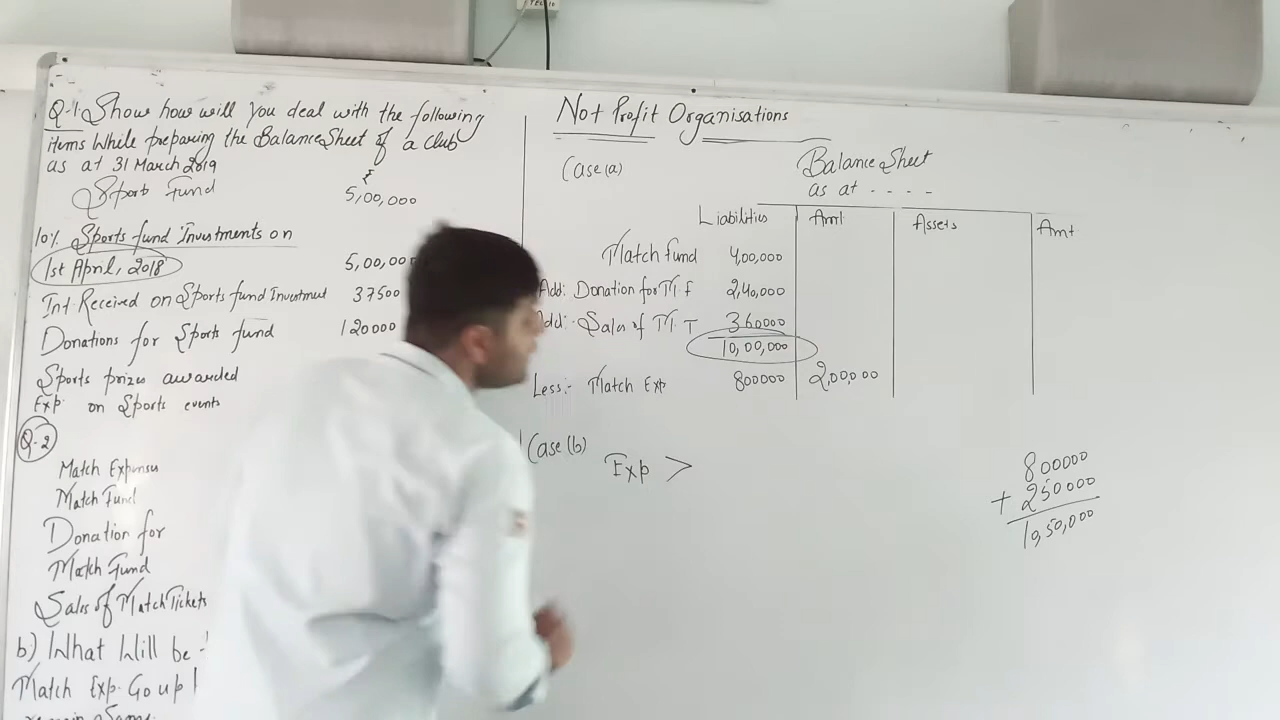 Q-1 Show how will you deal with the following
items While preparing the Balance Sheet of a club
as at 31 March 2019
₹
Sports Fund 5,00,000
10% Sports fund Investments on
1st April, 2018 5,00,00
Int Received on Sports fund Investment 37500
Donations for Sports fund 120000
Sports prizes awarded
Exp. on Sports events
Q-2
Match Expenses
Match Fund
Donation for
Match Fund
Sales of Match Tickets
b) What Will be
Match Exp. Go up
remain Same
Not Profit Organisations
Case (a)
Balance Sheet
as at - - - -
Liabilities Amt Assets Amt
Match fund 4,00,000
Add: Donation for M F 2,40,000
Add:- Sales of M T 360000
10,00,000
Less:- Match Exp 800000 2,00,000
Case (b)
Exp >
800000
+ 250000
10,50,000